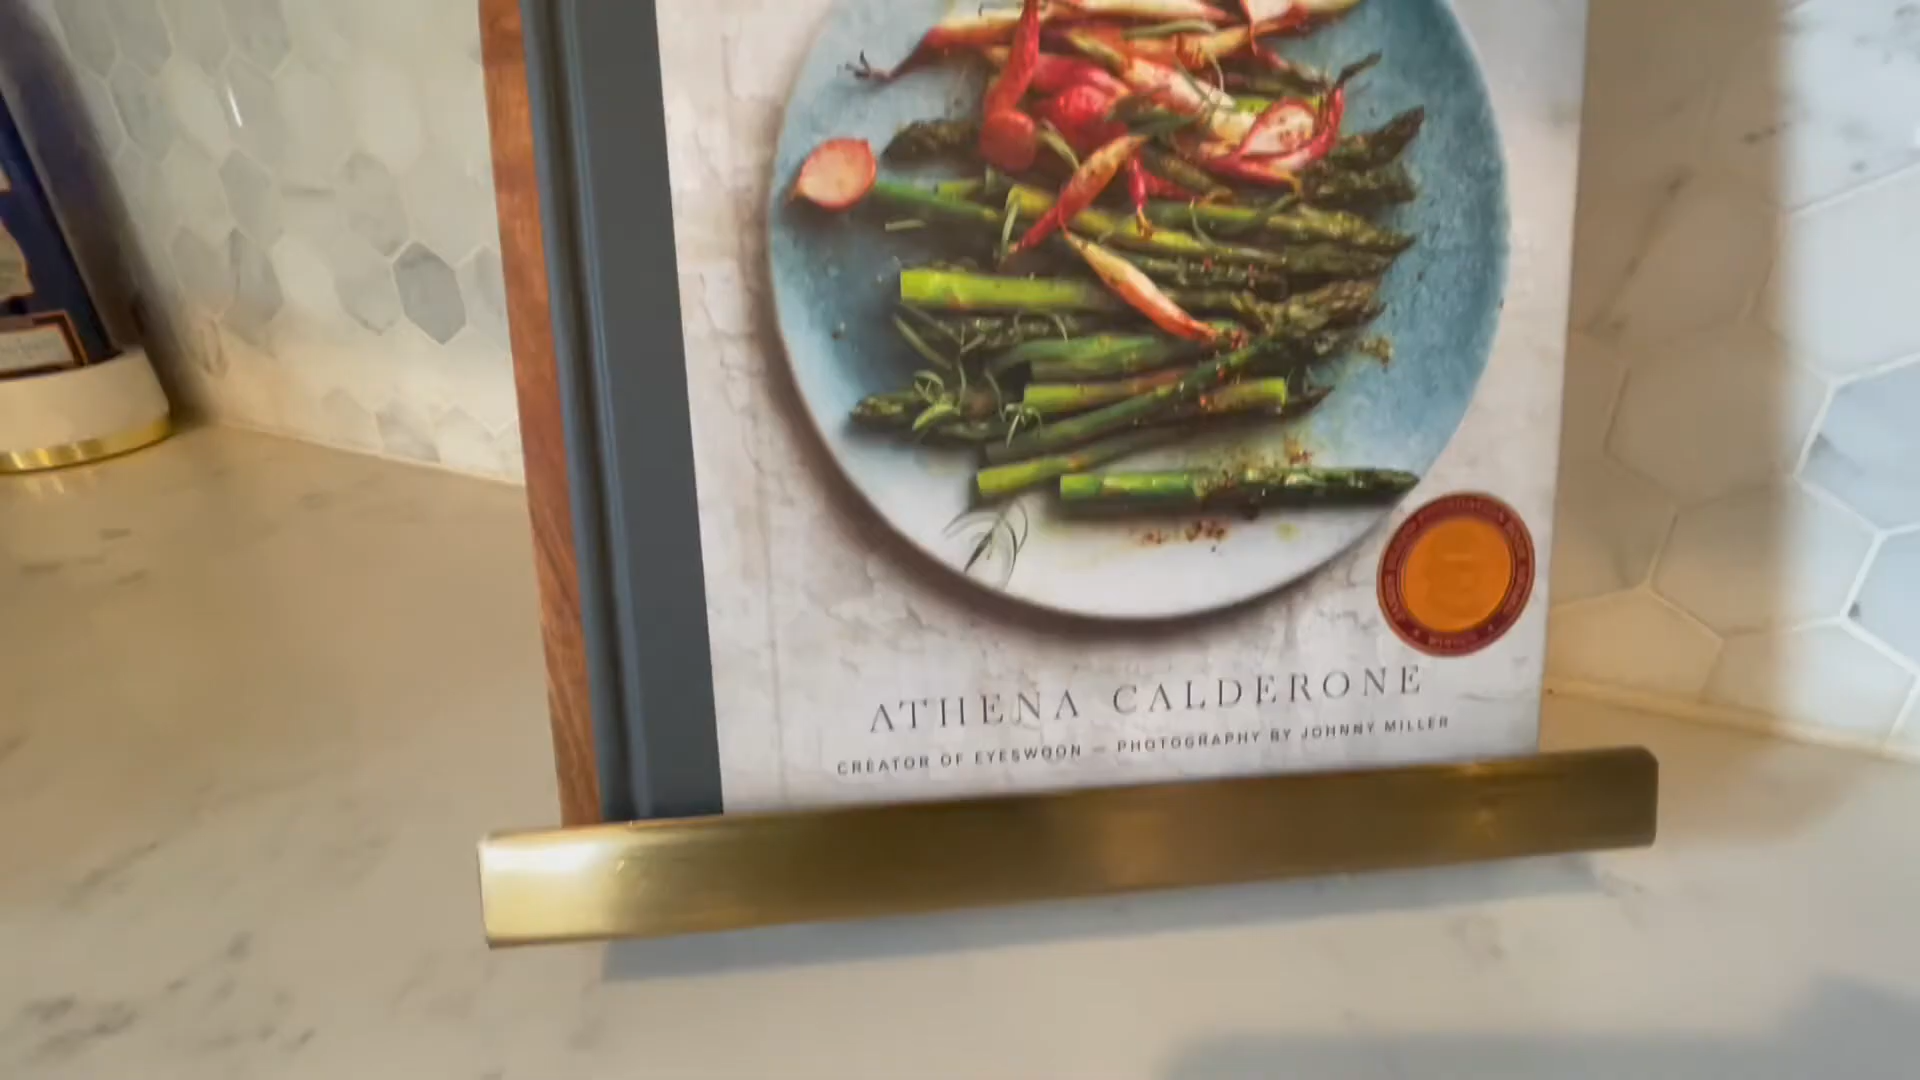 ATHENA CALDERONE
CREATOR OF EYESWOON — PHOTOGRAPHY BY JOHNNY MILLER